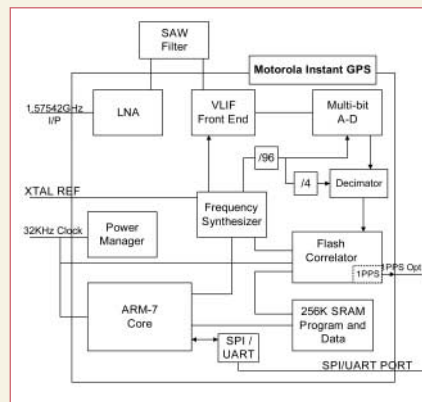 SAW
Filter
Motorola Instant GPS
1.57542GHz
I/P
LNA
VLIF
Front End
Multi-bit
A-D
/96
/4
Decimator
XTAL REF
Frequency
Synthesizer
32KHz Clock
Power
Manager
Flash
Correlator
1PPS
1PPS Opt
ARM-7
Core
256K SRAM
Program and
Data
SPI /
UART
SPI/UART PORT